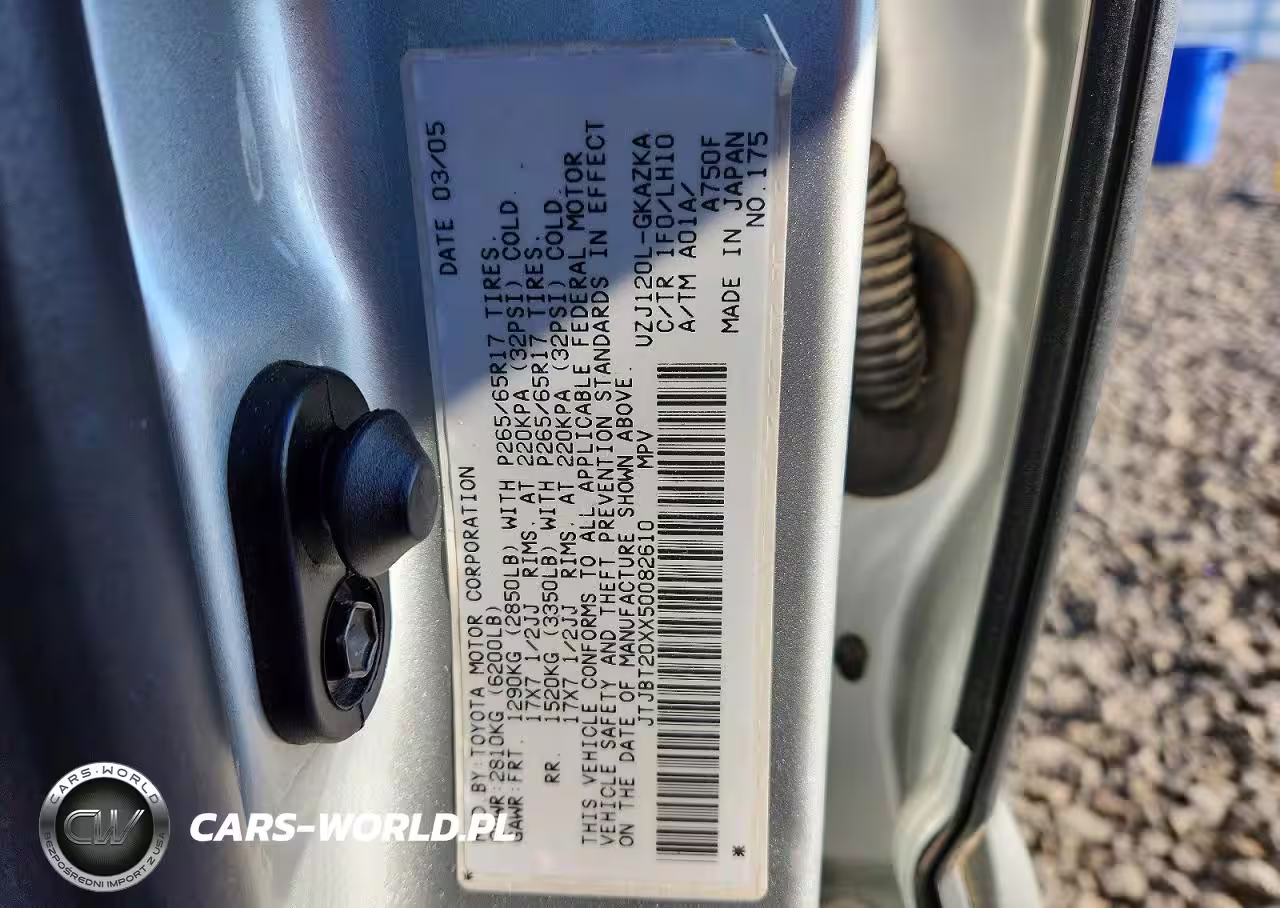 MFD BY:TOYOTA MOTOR CORPORATION DATE 03/05
GVWR:2810KG (6200LB)
GAWR:FRT. 1290KG (2850LB) WITH P265/65R17 TIRES.
17X7 1/2JJ RIMS. AT 220KPA (32PSI) COLD.
RR. 1520KG (3350LB) WITH P265/65R17 TIRES.
17X7 1/2JJ RIMS. AT 220KPA (32PSI) COLD.
THIS VEHICLE CONFORMS TO ALL APPLICABLE FEDERAL MOTOR
VEHICLE SAFETY AND THEFT PREVENTION STANDARDS IN EFFECT
ON THE DATE OF MANUFACTURE SHOWN ABOVE.
JTJBT20XX50082610 MPV
UZJ120L-GKAZKA
C/TR 1F0/LH10
A/TM A01A/ A750F
MADE IN JAPAN
NO.175
CARS-WORLD
CW
BEZPOŚREDNI IMPORT Z USA
CARS-WORLD.PL